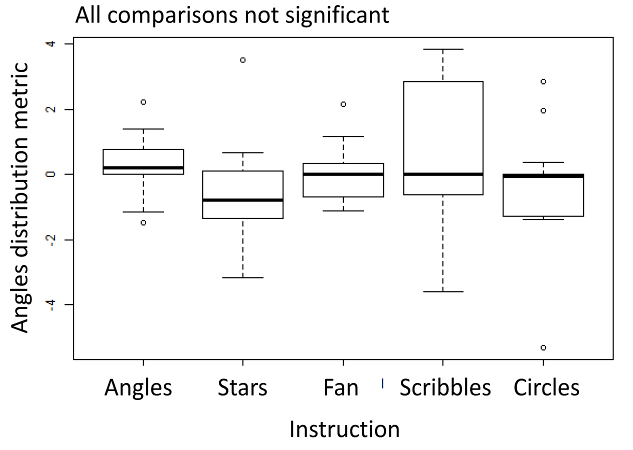 All comparisons not significant
Angles distribution metric
4
2
0
-2
-4
Angles Stars Fan Scribbles Circles
Instruction